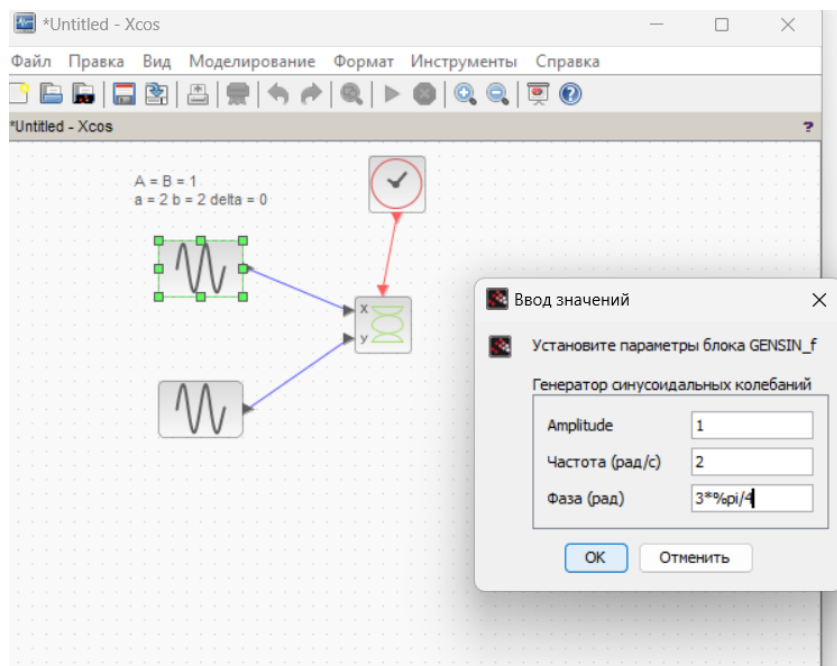 *Untitled - Xcos
Файл Правка Вид Моделирование Формат Инструменты Справка
*Untitled - Xcos ?
A = B = 1
a = 2 b = 2 delta = 0
x
y
Ввод значений
Установите параметры блока GENSIN_f
Генератор синусоидальных колебаний
Amplitude 1
Частота (рад/с) 2
Фаза (рад) 3*%pi/4
OK Отменить